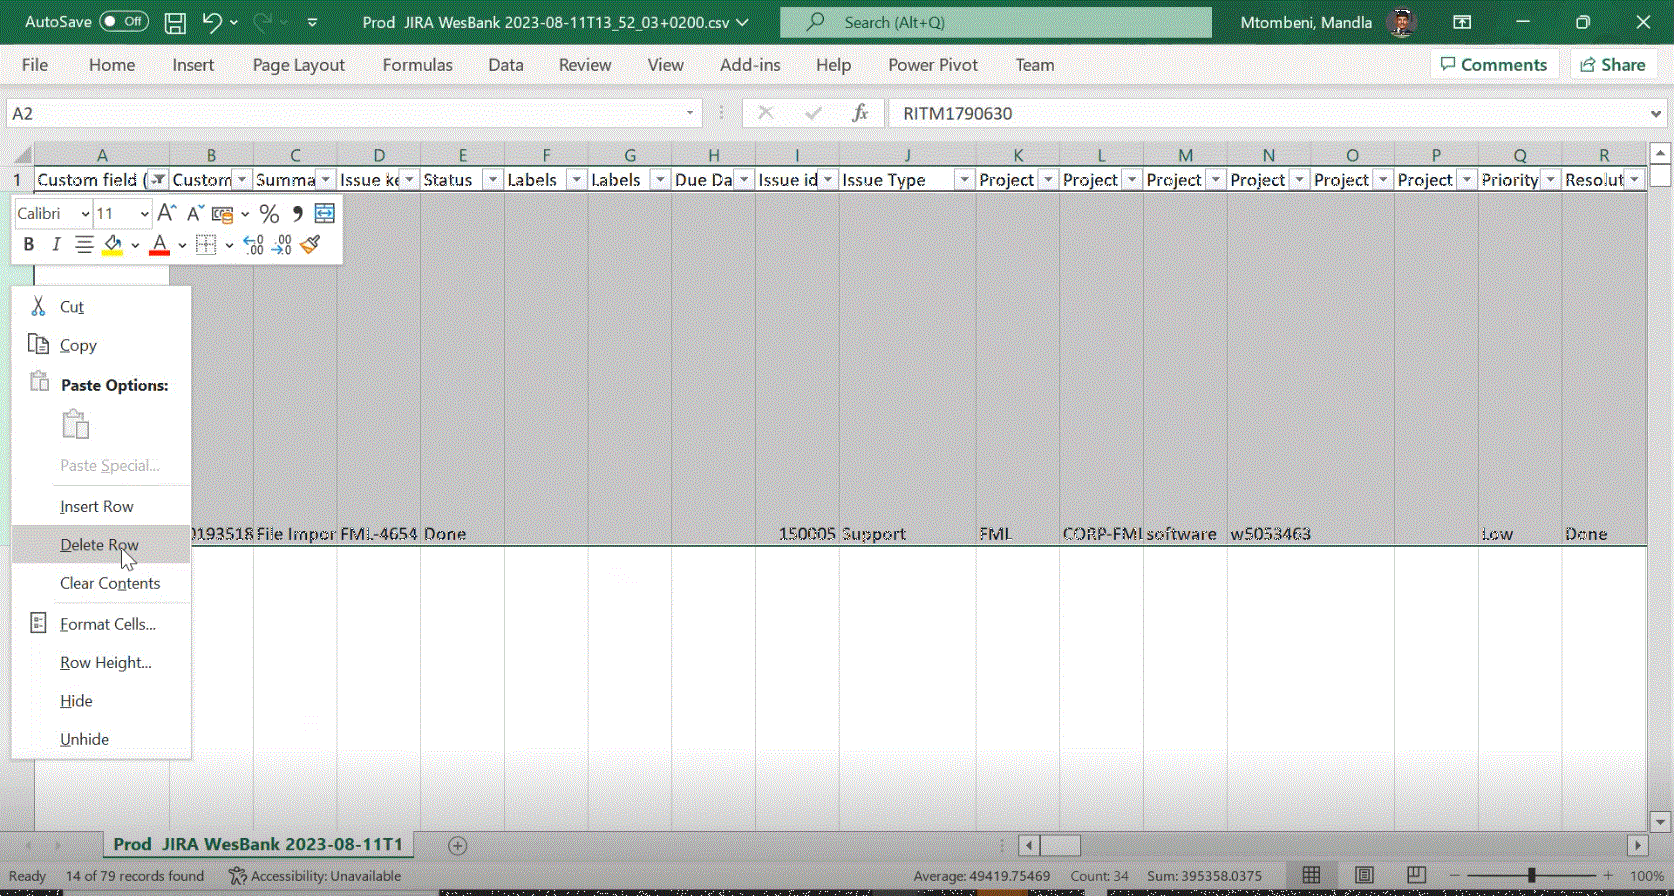 AutoSave Off Prod JIRA WesBank 2023-08-11T13_52_03+0200.csv Search (Alt+Q) Mtombeni, Mandla
File Home Insert Page Layout Formulas Data Review View Add-ins Help Power Pivot Team Comments Share
A2 fx RITM1790630
A B C D E F G H I J K L M N O P Q R
1 Custom field ( Custom Summa Issue ke Status Labels Labels Due Da Issue id Issue Type Project Project Project Project Project Project Priority Resolut
Calibri 11 A A % ,
B I A .00 .00
Cut
Copy
Paste Options:
Paste Special...
Insert Row
0193518 File Impor FML-4654 Done 150005 Support FML CORP-FML software w5053463 Low Done
Delete Row
Clear Contents
Format Cells...
Row Height...
Hide
Unhide
Prod JIRA WesBank 2023-08-11T1
Ready 14 of 79 records found Accessibility: Unavailable Average: 49419.75469 Count: 34 Sum: 395358.0375 100%